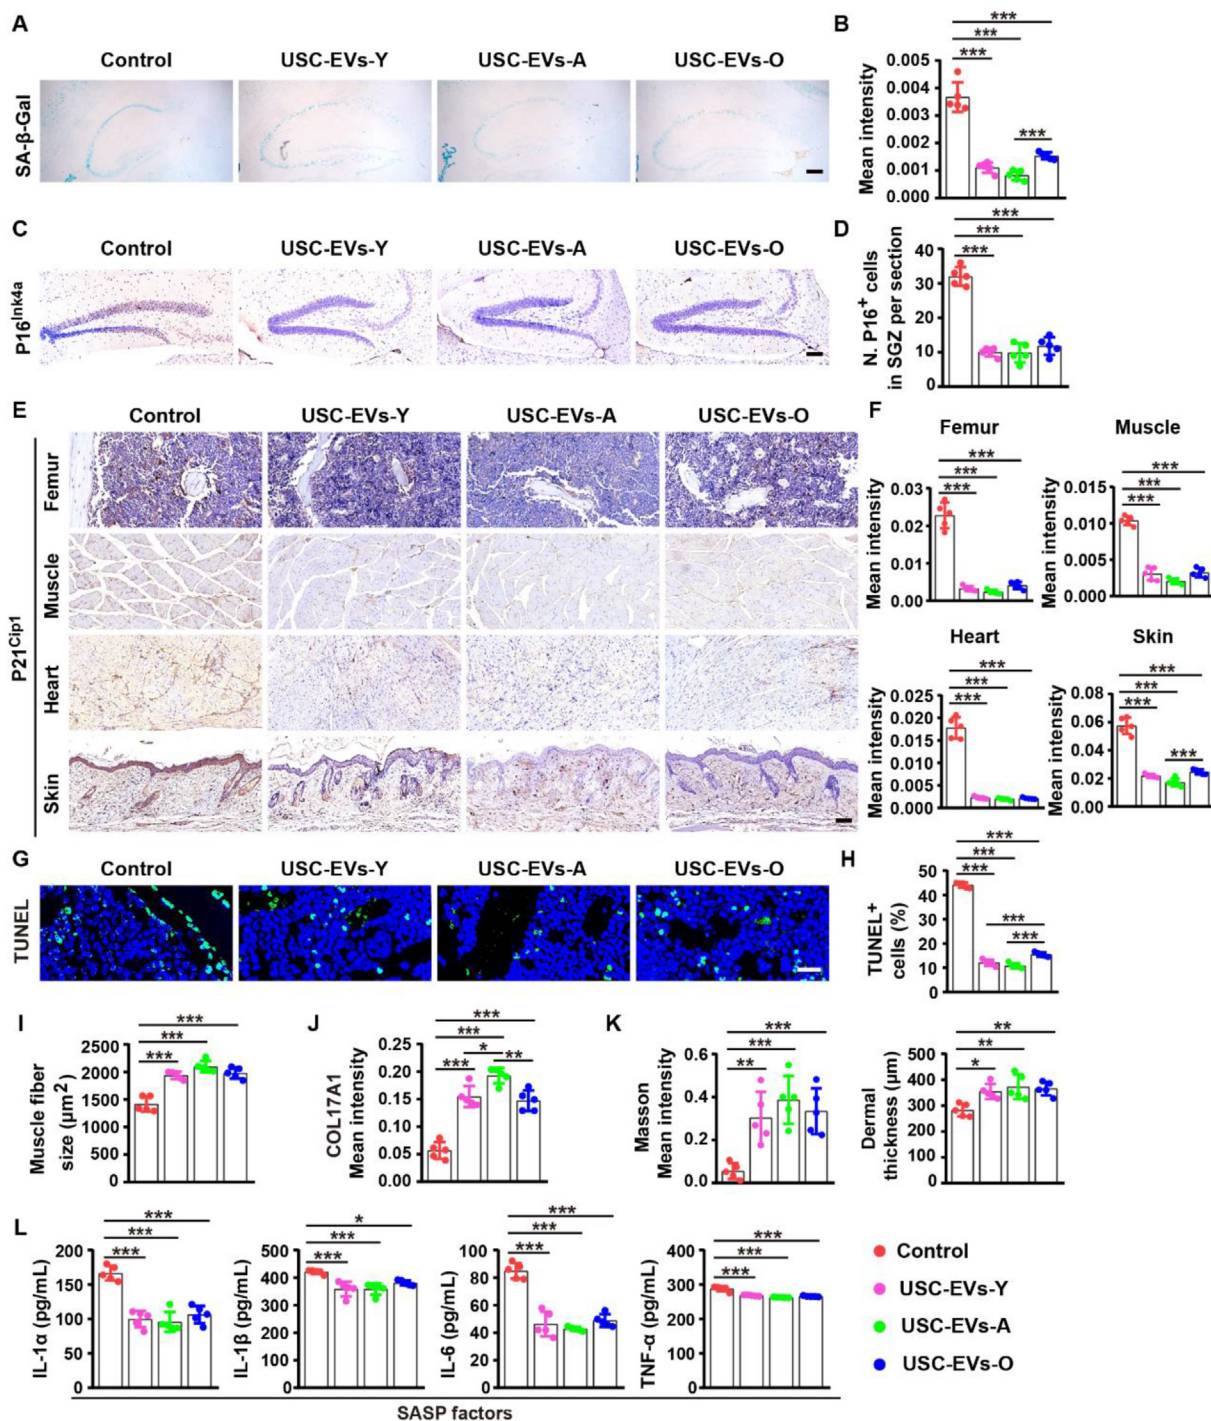 A
Control
USC-EVs-Y
USC-EVs-A
USC-EVs-O
SA-β-Gal
B
***
***
***
***
Mean intensity
0.005
0.004
0.003
0.002
0.001
0.000
C
Control
USC-EVs-Y
USC-EVs-A
USC-EVs-O
P16Ink4a
D
***
***
***
N. P16+ cells
in SGZ per section
40
30
20
10
0
E
Control
USC-EVs-Y
USC-EVs-A
USC-EVs-O
P21Cip1
Femur
Muscle
Heart
Skin
F
Femur
***
***
***
Mean intensity
0.03
0.02
0.01
0.00
Muscle
***
***
***
Mean intensity
0.015
0.010
0.005
0.000
Heart
***
***
***
Mean intensity
0.025
0.020
0.015
0.010
0.005
0.000
Skin
***
***
***
***
Mean intensity
0.08
0.06
0.04
0.02
0.00
G
Control
USC-EVs-Y
USC-EVs-A
USC-EVs-O
TUNEL
H
***
***
***
***
***
TUNEL+
cells (%)
50
40
30
20
10
0
I
***
***
***
Muscle fiber
size (µm2)
2500
2000
1500
1000
500
0
J
***
***
*
***
**
COL17A1
Mean intensity
0.25
0.20
0.15
0.10
0.05
0.00
K
***
***
**
Masson
Mean intensity
0.6
0.4
0.2
0.0
**
**
*
Dermal
thickness (µm)
500
400
300
200
100
0
L
***
***
***
IL-1α (pg/mL)
200
150
100
50
0
*
***
***
IL-1β (pg/mL)
500
400
300
200
100
0
***
***
***
IL-6 (pg/mL)
100
80
60
40
20
0
***
***
***
TNF-α (pg/mL)
400
300
200
100
0
SASP factors
Control
USC-EVs-Y
USC-EVs-A
USC-EVs-O